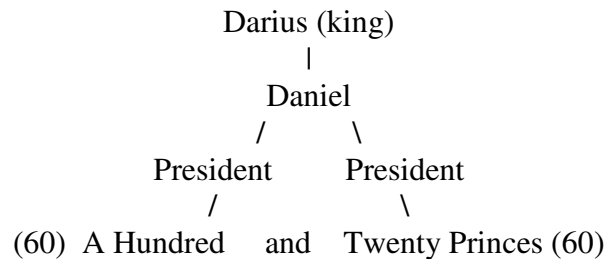 Darius (king)
|
Daniel
/ \
President President
/ \
(60) A Hundred and Twenty Princes (60)